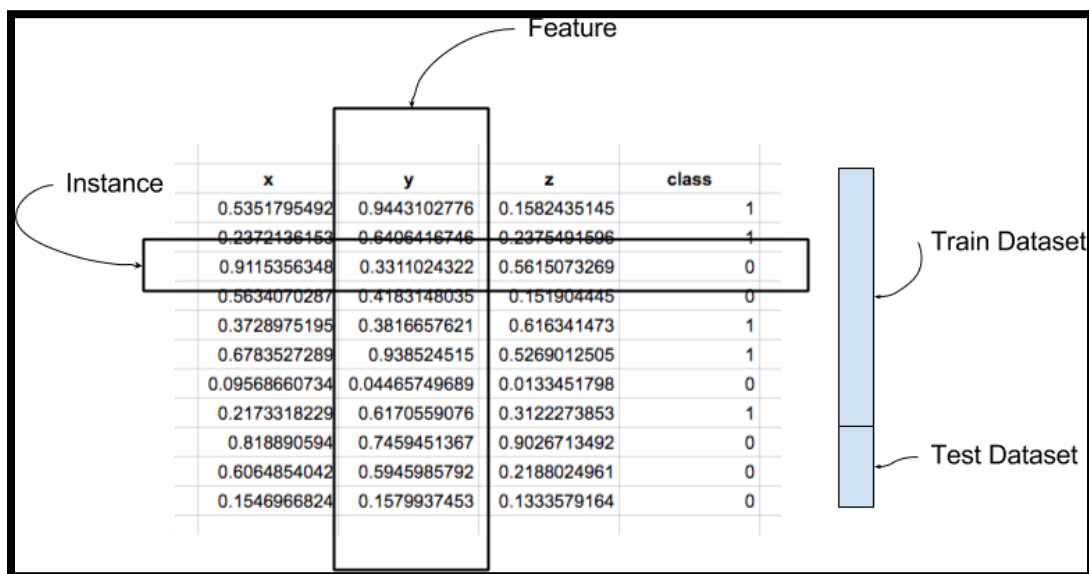 Feature
Instance
x y z class
0.5351795492 0.9443102776 0.1582435145 1
0.2372136153 0.6406416746 0.2375491596 1
0.9115356348 0.3311024322 0.5615073269 0
0.5634070287 0.4183148035 0.151904445 0
0.3728975195 0.3816657621 0.616341473 1
0.6783527289 0.938524515 0.5269012505 1
0.09568660734 0.04465749689 0.0133451798 0
0.2173318229 0.6170559076 0.3122273853 1
0.818890594 0.7459451367 0.9026713492 0
0.6064854042 0.5945985792 0.2188024961 0
0.1546966824 0.1579937453 0.1333579164 0
Train Dataset
Test Dataset